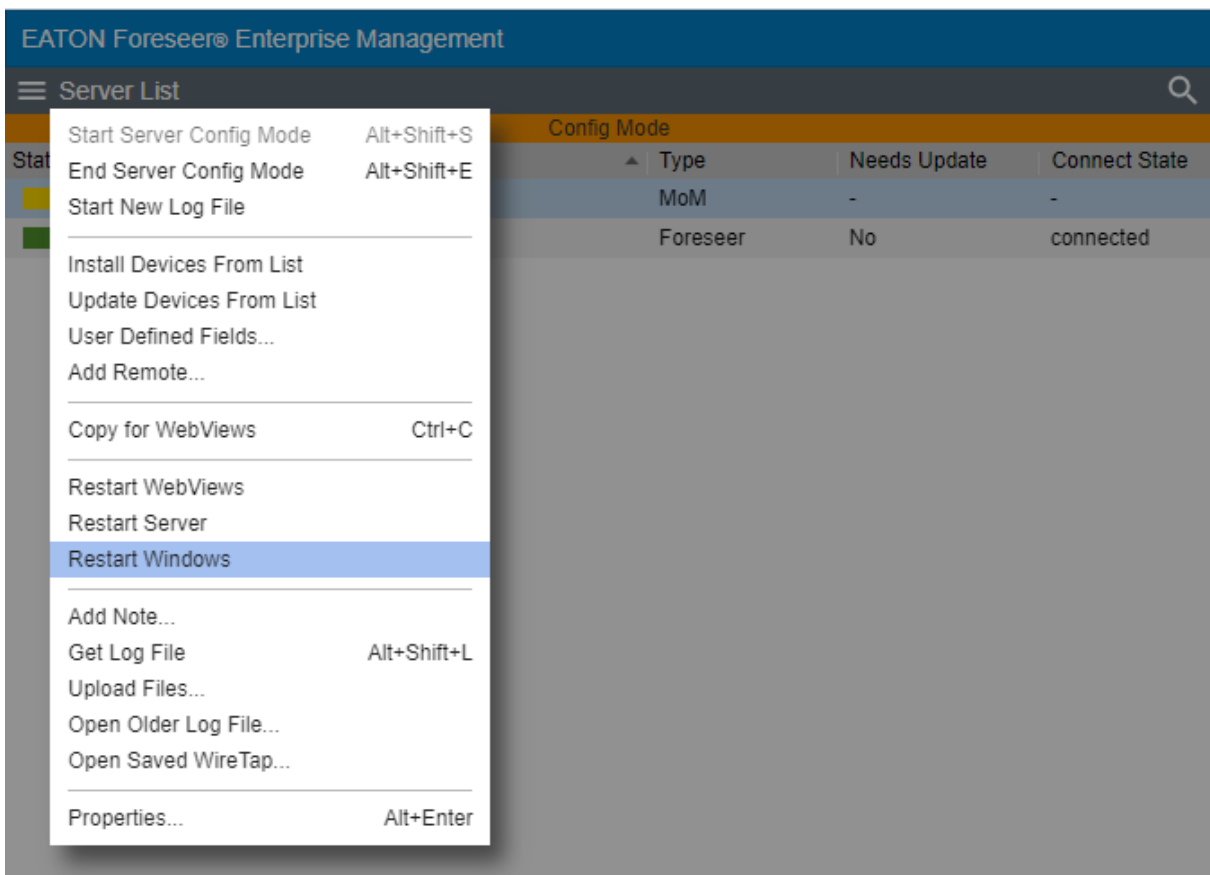 EATON Foreseer® Enterprise Management
Server List
Config Mode
Stat Type Needs Update Connect State
MoM - -
Foreseer No connected
Start Server Config Mode Alt+Shift+S
End Server Config Mode Alt+Shift+E
Start New Log File
Install Devices From List
Update Devices From List
User Defined Fields...
Add Remote...
Copy for WebViews Ctrl+C
Restart WebViews
Restart Server
Restart Windows
Add Note...
Get Log File Alt+Shift+L
Upload Files...
Open Older Log File...
Open Saved WireTap...
Properties... Alt+Enter